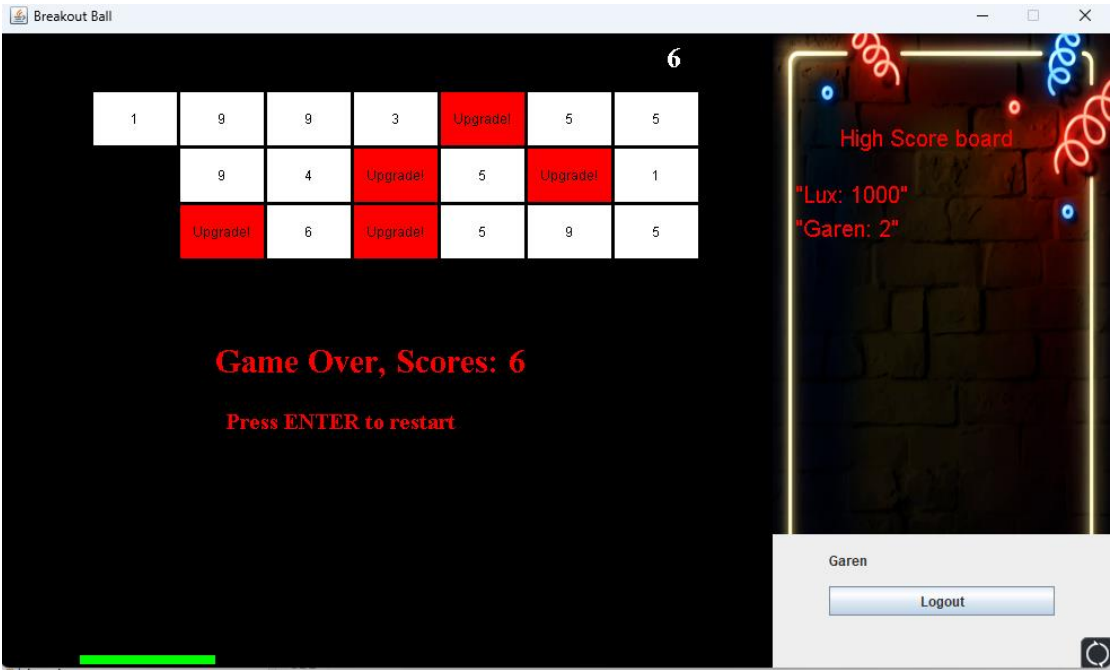 Breakout Ball
6
1 9 9 3 Upgrade! 5 5
9 4 Upgrade! 5 Upgrade! 1
Upgrade! 6 Upgrade! 5 9 5
Game Over, Scores: 6
Press ENTER to restart
High Score board
"Lux: 1000"
"Garen: 2"
Garen
Logout